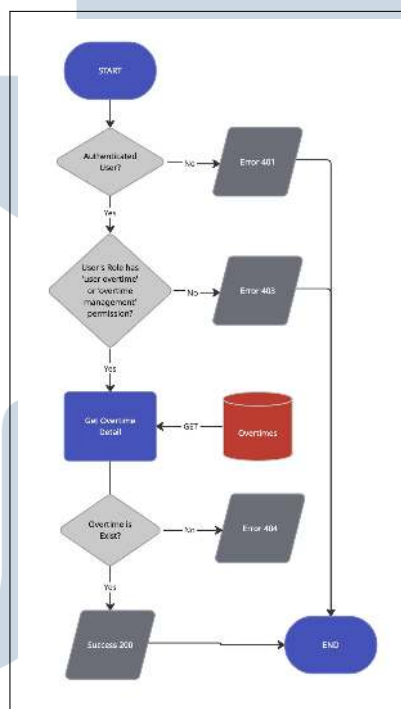 START
Authenticated
User?
No
Error 401
Yes
User's Role has
'user overtime'
or 'overtime
management'
permission?
No
Error 403
Yes
Get Overtime
Detail
GET
Overtimes
Overtime is
Exist?
No
Error 404
Yes
Success 200
END